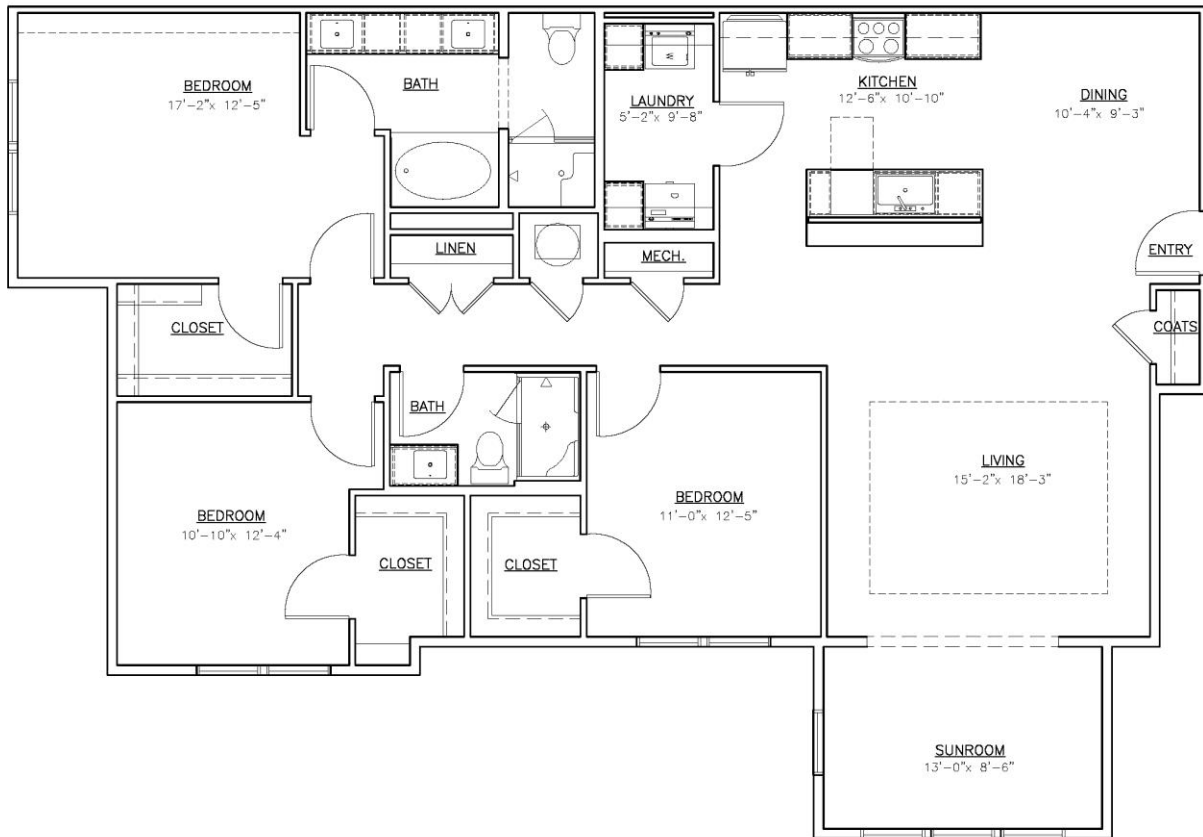 BEDROOM
17'-2"x 12'-5"
BATH
LAUNDRY
5'-2"x 9'-8"
W
KITCHEN
12'-6"x 10'-10"
DINING
10'-4"x 9'-3"
ENTRY
LINEN
MECH.
CLOSET
COATS
BATH
BEDROOM
10'-10"x 12'-4"
CLOSET
CLOSET
BEDROOM
11'-0"x 12'-5"
LIVING
15'-2"x 18'-3"
SUNROOM
13'-0"x 8'-6"